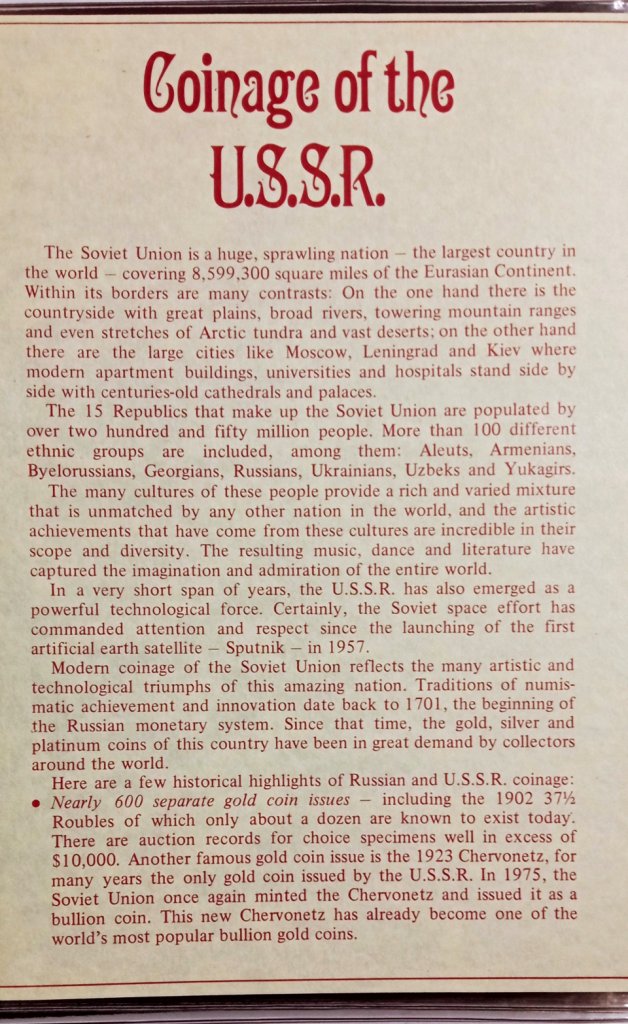 Coinage of the
U.S.S.R.
The Soviet Union is a huge, sprawling nation – the largest country in
the world – covering 8,599,300 square miles of the Eurasian Continent.
Within its borders are many contrasts: On the one hand there is the
countryside with great plains, broad rivers, towering mountain ranges
and even stretches of Arctic tundra and vast deserts; on the other hand
there are the large cities like Moscow, Leningrad and Kiev where
modern apartment buildings, universities and hospitals stand side by
side with centuries-old cathedrals and palaces.
The 15 Republics that make up the Soviet Union are populated by
over two hundred and fifty million people. More than 100 different
ethnic groups are included, among them: Aleuts, Armenians,
Byelorussians, Georgians, Russians, Ukrainians, Uzbeks and Yukagirs.
The many cultures of these people provide a rich and varied mixture
that is unmatched by any other nation in the world, and the artistic
achievements that have come from these cultures are incredible in their
scope and diversity. The resulting music, dance and literature have
captured the imagination and admiration of the entire world.
In a very short span of years, the U.S.S.R. has also emerged as a
powerful technological force. Certainly, the Soviet space effort has
commanded attention and respect since the launching of the first
artificial earth satellite – Sputnik – in 1957.
Modern coinage of the Soviet Union reflects the many artistic and
technological triumphs of this amazing nation. Traditions of numis-
matic achievement and innovation date back to 1701, the beginning of
the Russian monetary system. Since that time, the gold, silver and
platinum coins of this country have been in great demand by collectors
around the world.
Here are a few historical highlights of Russian and U.S.S.R. coinage:
• Nearly 600 separate gold coin issues – including the 1902 37½
Roubles of which only about a dozen are known to exist today.
There are auction records for choice specimens well in excess of
$10,000. Another famous gold coin issue is the 1923 Chervonetz, for
many years the only gold coin issued by the U.S.S.R. In 1975, the
Soviet Union once again minted the Chervonetz and issued it as a
bullion coin. This new Chervonetz has already become one of the
world's most popular bullion gold coins.